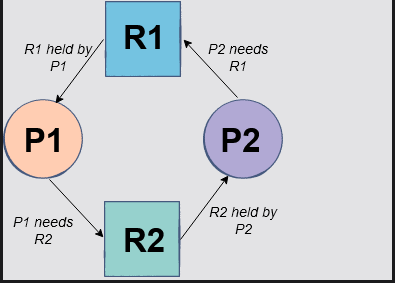 R1
R1 held by
P1
P2 needs
R1
P1
P2
P1 needs
R2
R2 held by
P2
R2